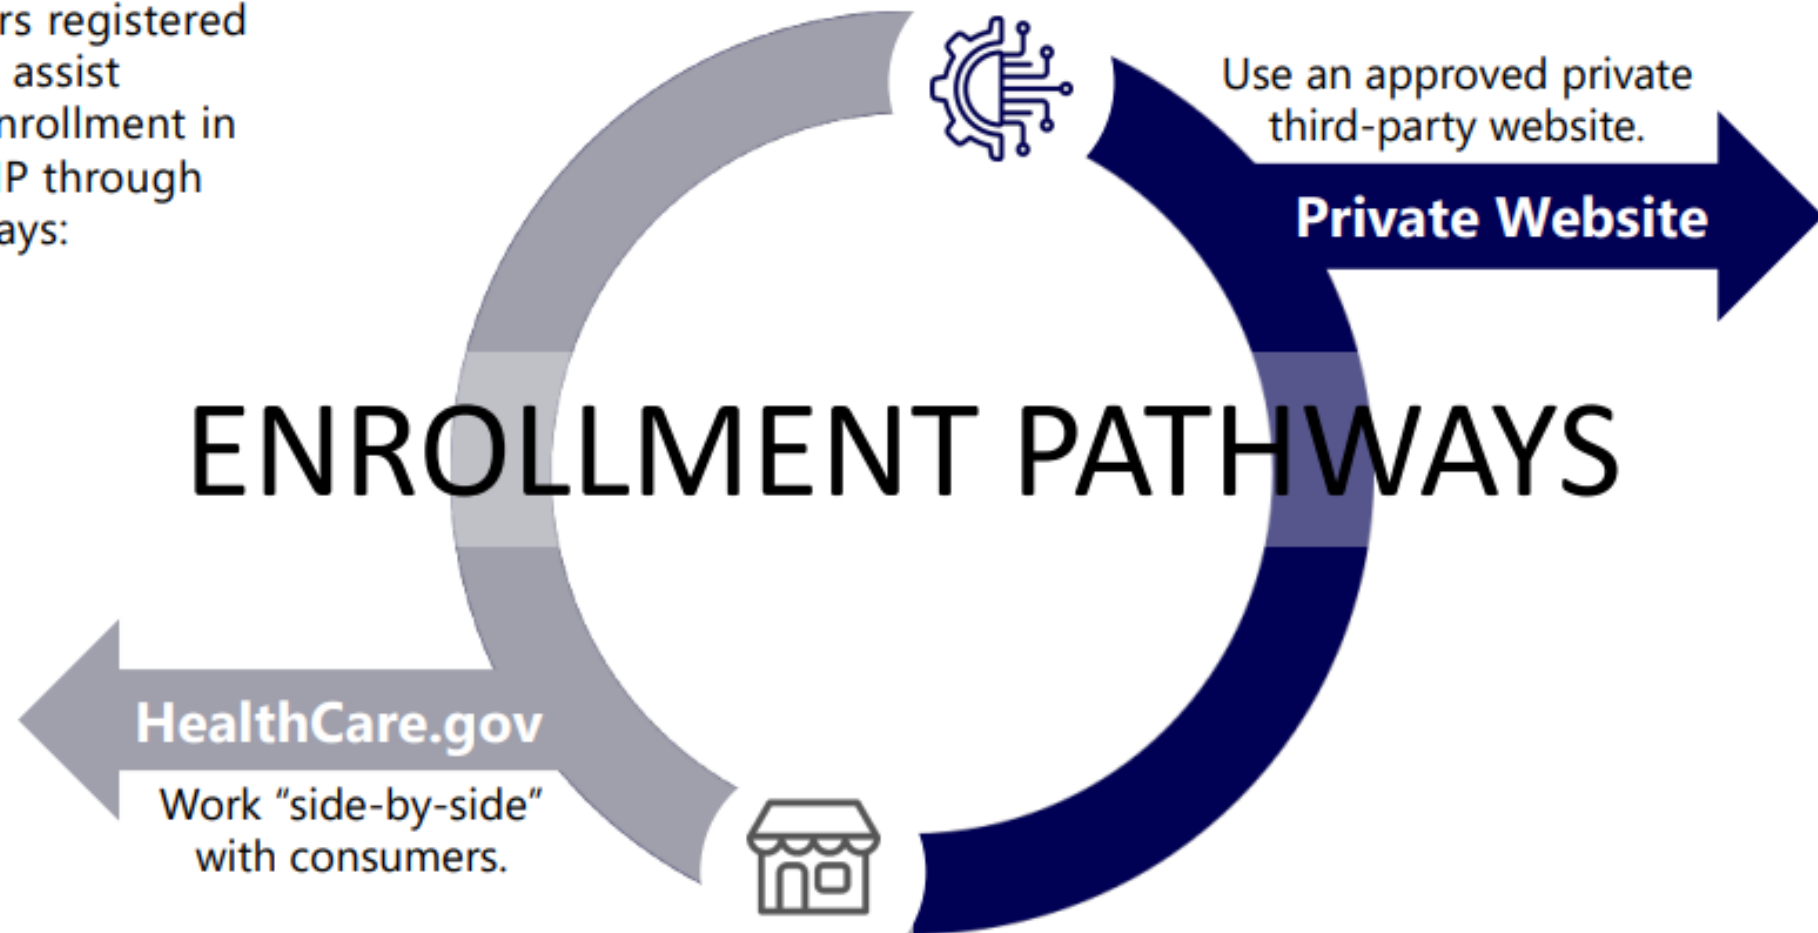 rs registered
assist
nrollment in
IP through
ays:
Use an approved private
third-party website.
Private Website
ENROLLMENT PATHWAYS
HealthCare.gov
Work “side-by-side”
with consumers.